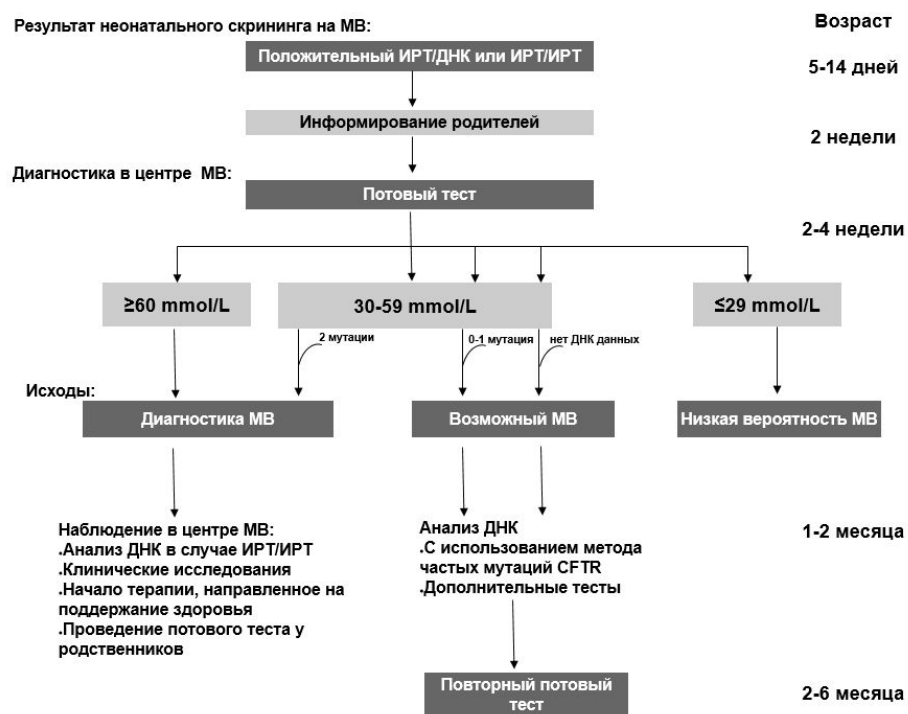 Результат неонатального скрининга на МВ:
Возраст
Положительный ИРТ/ДНК или ИРТ/ИРТ
5-14 дней
Информирование родителей
2 недели
Диагностика в центре МВ:
Потовый тест
2-4 недели
≥60 mmol/L
30-59 mmol/L
≤29 mmol/L
2 мутации
0-1 мутация
нет ДНК данных
Исходы:
Диагностика МВ
Возможный МВ
Низкая вероятность МВ
Наблюдение в центре МВ:
.Анализ ДНК в случае ИРТ/ИРТ
.Клинические исследования
.Начало терапии, направленное на
поддержание здоровья
.Проведение потового теста у
родственников
Анализ ДНК
.С использованием метода
частых мутаций CFTR
.Дополнительные тесты
1-2 месяца
Повторный потовый
тест
2-6 месяца